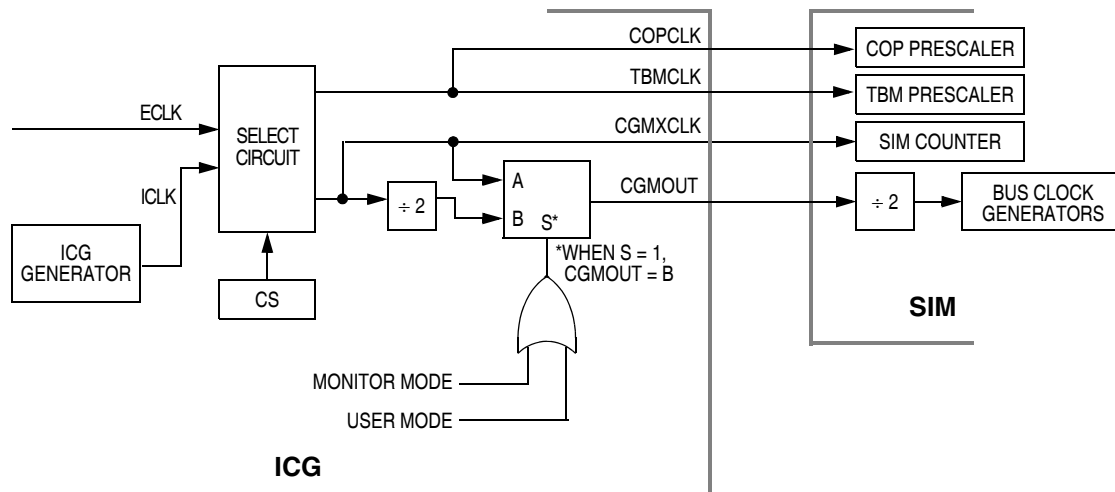 COPCLK
COP PRESCALER
TBMCLK
TBM PRESCALER
ECLK
SELECT
CIRCUIT
CGMXCLK
SIM COUNTER
ICLK
A
CGMOUT
÷ 2
B
S*
÷ 2
BUS CLOCK
GENERATORS
ICG
GENERATOR
*WHEN S = 1,
CGMOUT = B
CS
SIM
MONITOR MODE
USER MODE
ICG